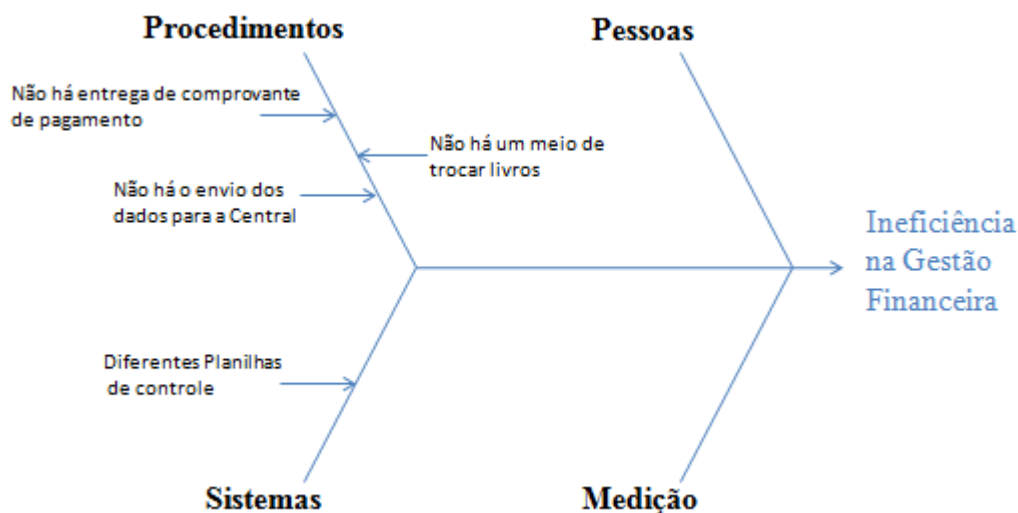 Procedimentos
Pessoas
Não há entrega de comprovante
de pagamento
Não há um meio de
trocar livros
Não há o envio dos
dados para a Central
Ineficiência
na Gestão
Financeira
Diferentes Planilhas
de controle
Sistemas
Medição